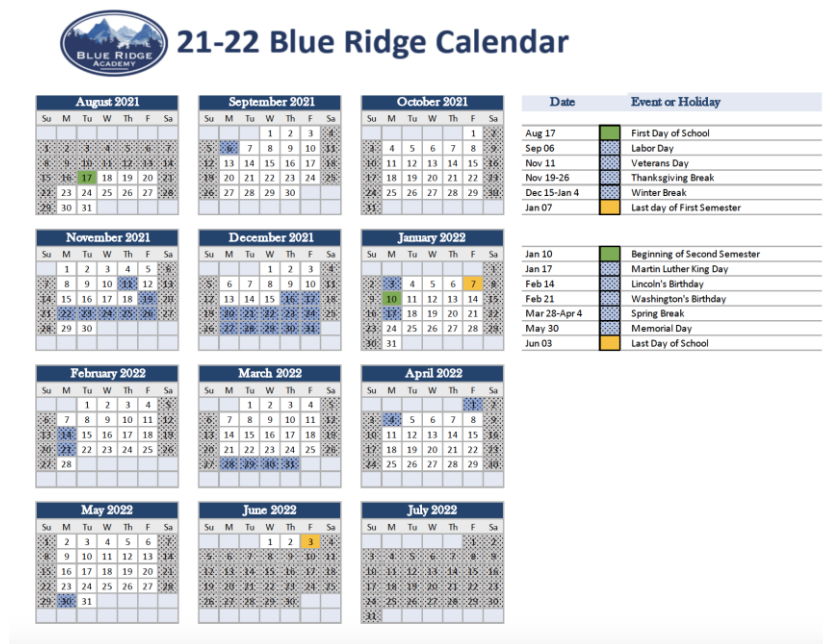 BLUE RIDGE
ACADEMY
21-22 Blue Ridge Calendar
August 2021
Su M Tu W Th F Sa
1 2 3 4 5 6 7
8 9 10 11 12 13 14
15 16 17 18 19 20 21
22 23 24 25 26 27 28
29 30 31
September 2021
Su M Tu W Th F Sa
1 2 3 4
5 6 7 8 9 10 11
12 13 14 15 16 17 18
19 20 21 22 23 24 25
26 27 28 29 30
October 2021
Su M Tu W Th F Sa
1 2
3 4 5 6 7 8 9
10 11 12 13 14 15 16
17 18 19 20 21 22 23
24 25 26 27 28 29 30
31
Date Event or Holiday
Aug 17 First Day of School
Sep 06 Labor Day
Nov 11 Veterans Day
Nov 19-26 Thanksgiving Break
Dec 15-Jan 4 Winter Break
Jan 07 Last day of First Semester
November 2021
Su M Tu W Th F Sa
1 2 3 4 5 6
7 8 9 10 11 12 13
14 15 16 17 18 19 20
21 22 23 24 25 26 27
28 29 30
December 2021
Su M Tu W Th F Sa
1 2 3 4
5 6 7 8 9 10 11
12 13 14 15 16 17 18
19 20 21 22 23 24 25
26 27 28 29 30 31
January 2022
Su M Tu W Th F Sa
1
2 3 4 5 6 7 8
9 10 11 12 13 14 15
16 17 18 19 20 21 22
23 24 25 26 27 28 29
30 31
Jan 10 Beginning of Second Semester
Jan 17 Martin Luther King Day
Feb 14 Lincoln's Birthday
Feb 21 Washington's Birthday
Mar 28-Apr 4 Spring Break
May 30 Memorial Day
Jun 03 Last Day of School
February 2022
Su M Tu W Th F Sa
1 2 3 4 5
6 7 8 9 10 11 12
13 14 15 16 17 18 19
20 21 22 23 24 25 26
27 28
March 2022
Su M Tu W Th F Sa
1 2 3 4 5
6 7 8 9 10 11 12
13 14 15 16 17 18 19
20 21 22 23 24 25 26
27 28 29 30 31
April 2022
Su M Tu W Th F Sa
1 2
3 4 5 6 7 8 9
10 11 12 13 14 15 16
17 18 19 20 21 22 23
24 25 26 27 28 29 30
May 2022
Su M Tu W Th F Sa
1 2 3 4 5 6 7
8 9 10 11 12 13 14
15 16 17 18 19 20 21
22 23 24 25 26 27 28
29 30 31
June 2022
Su M Tu W Th F Sa
1 2 3 4
5 6 7 8 9 10 11
12 13 14 15 16 17 18
19 20 21 22 23 24 25
26 27 28 29 30
July 2022
Su M Tu W Th F Sa
1 2
3 4 5 6 7 8 9
10 11 12 13 14 15 16
17 18 19 20 21 22 23
24 25 26 27 28 29 30
31